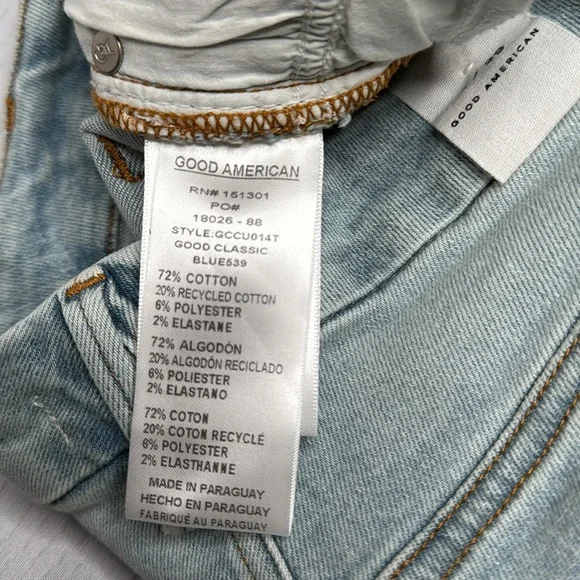 GOOD AMERICAN
GOOD AMERICAN
RN# 161301
PO#
18026 - 88
STYLE:GCCU014T
GOOD CLASSIC
BLUE539
72% COTTON
20% RECYCLED COTTON
6% POLYESTER
2% ELASTANE
72% ALGODÓN
20% ALGODÓN RECICLADO
6% POLIESTER
2% ELASTANO
72% COTON
20% COTON RECYCLÉ
6% POLYESTER
2% ELASTHANNE
MADE IN PARAGUAY
HECHO EN PARAGUAY
FABRIQUÉ AU PARAGUAY